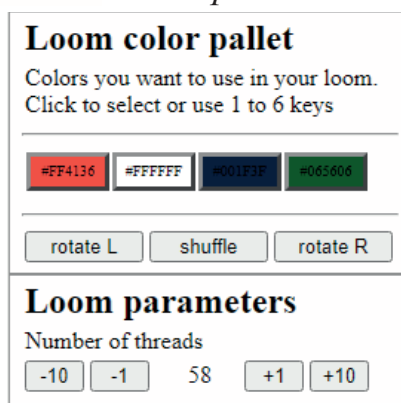 Loom color pallet
Colors you want to use in your loom.
Click to select or use 1 to 6 keys
#FF4136 #FFFFFF #001F3F #065606
rotate L shuffle rotate R
Loom parameters
Number of threads
-10 -1 58 +1 +10